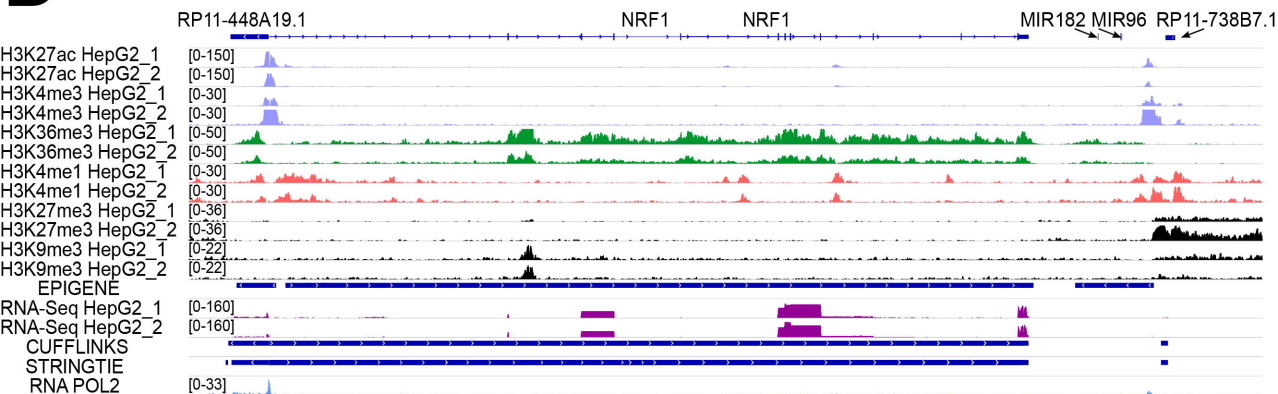 RP11-448A19.1 NRF1 NRF1 MIR182 MIR96 RP11-738B7.1
H3K27ac HepG2_1 [0-150]
H3K27ac HepG2_2 [0-150]
H3K4me3 HepG2_1 [0-30]
H3K4me3 HepG2_2 [0-30]
H3K36me3 HepG2_1 [0-50]
H3K36me3 HepG2_2 [0-50]
H3K4me1 HepG2_1 [0-30]
H3K4me1 HepG2_2 [0-30]
H3K27me3 HepG2_1 [0-36]
H3K27me3 HepG2_2 [0-36]
H3K9me3 HepG2_1 [0-22]
H3K9me3 HepG2_2 [0-22]
EPIGENE
RNA-Seq HepG2_1 [0-160]
RNA-Seq HepG2_2 [0-160]
CUFFLINKS
STRINGTIE
RNA POL2 [0-33]